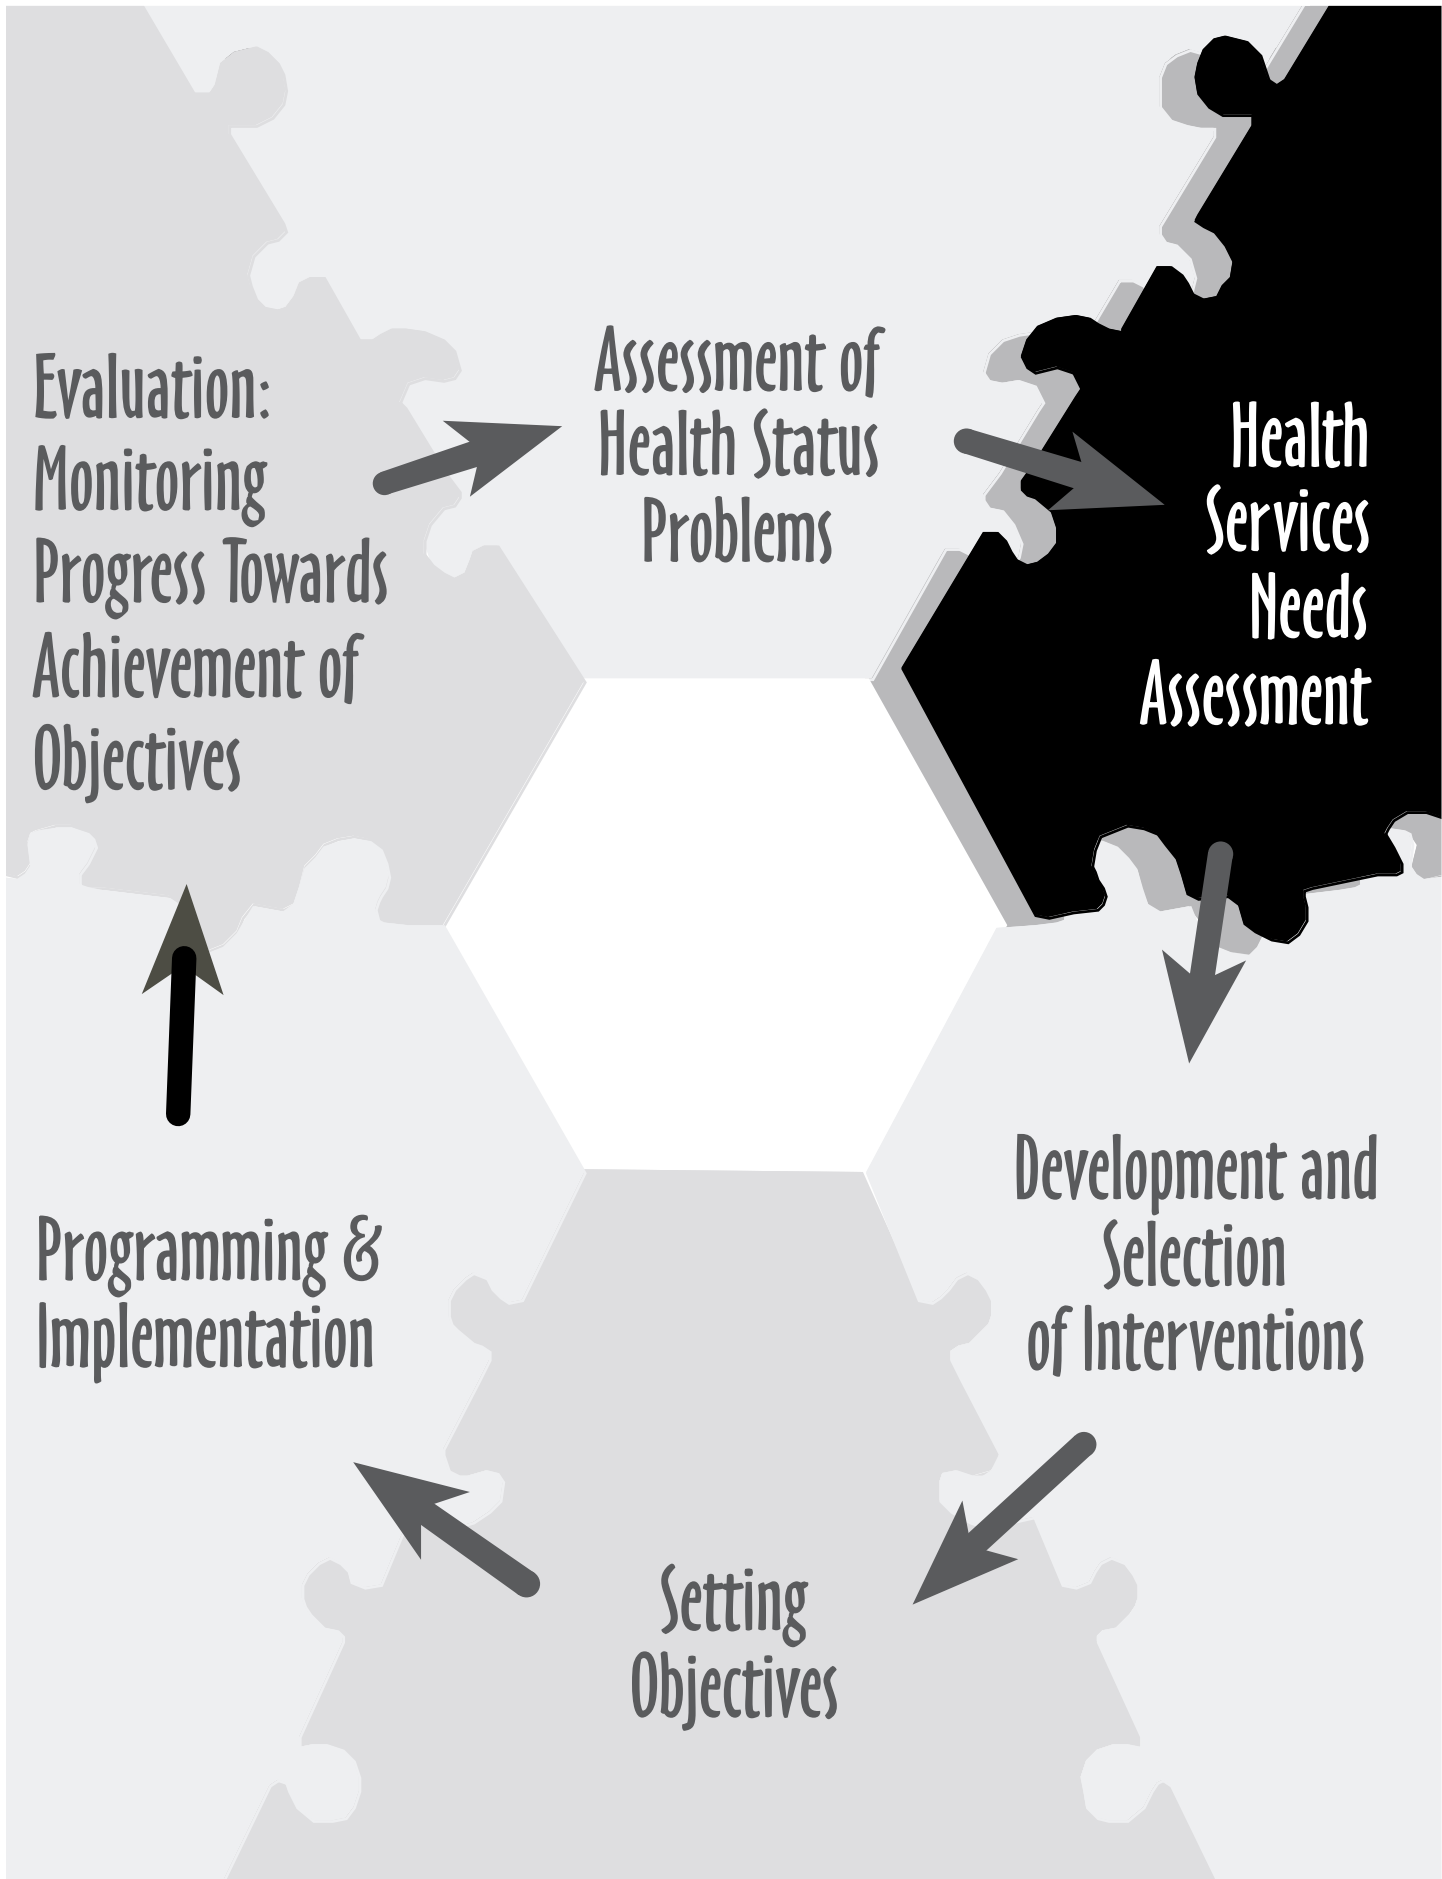 Assessment of
Health Status
Problems
Health
Services
Needs
Assessment
Development and
Selection
of Interventions
Setting
Objectives
Programming &
Implementation
Evaluation:
Monitoring
Progress Towards
Achievement of
Objectives